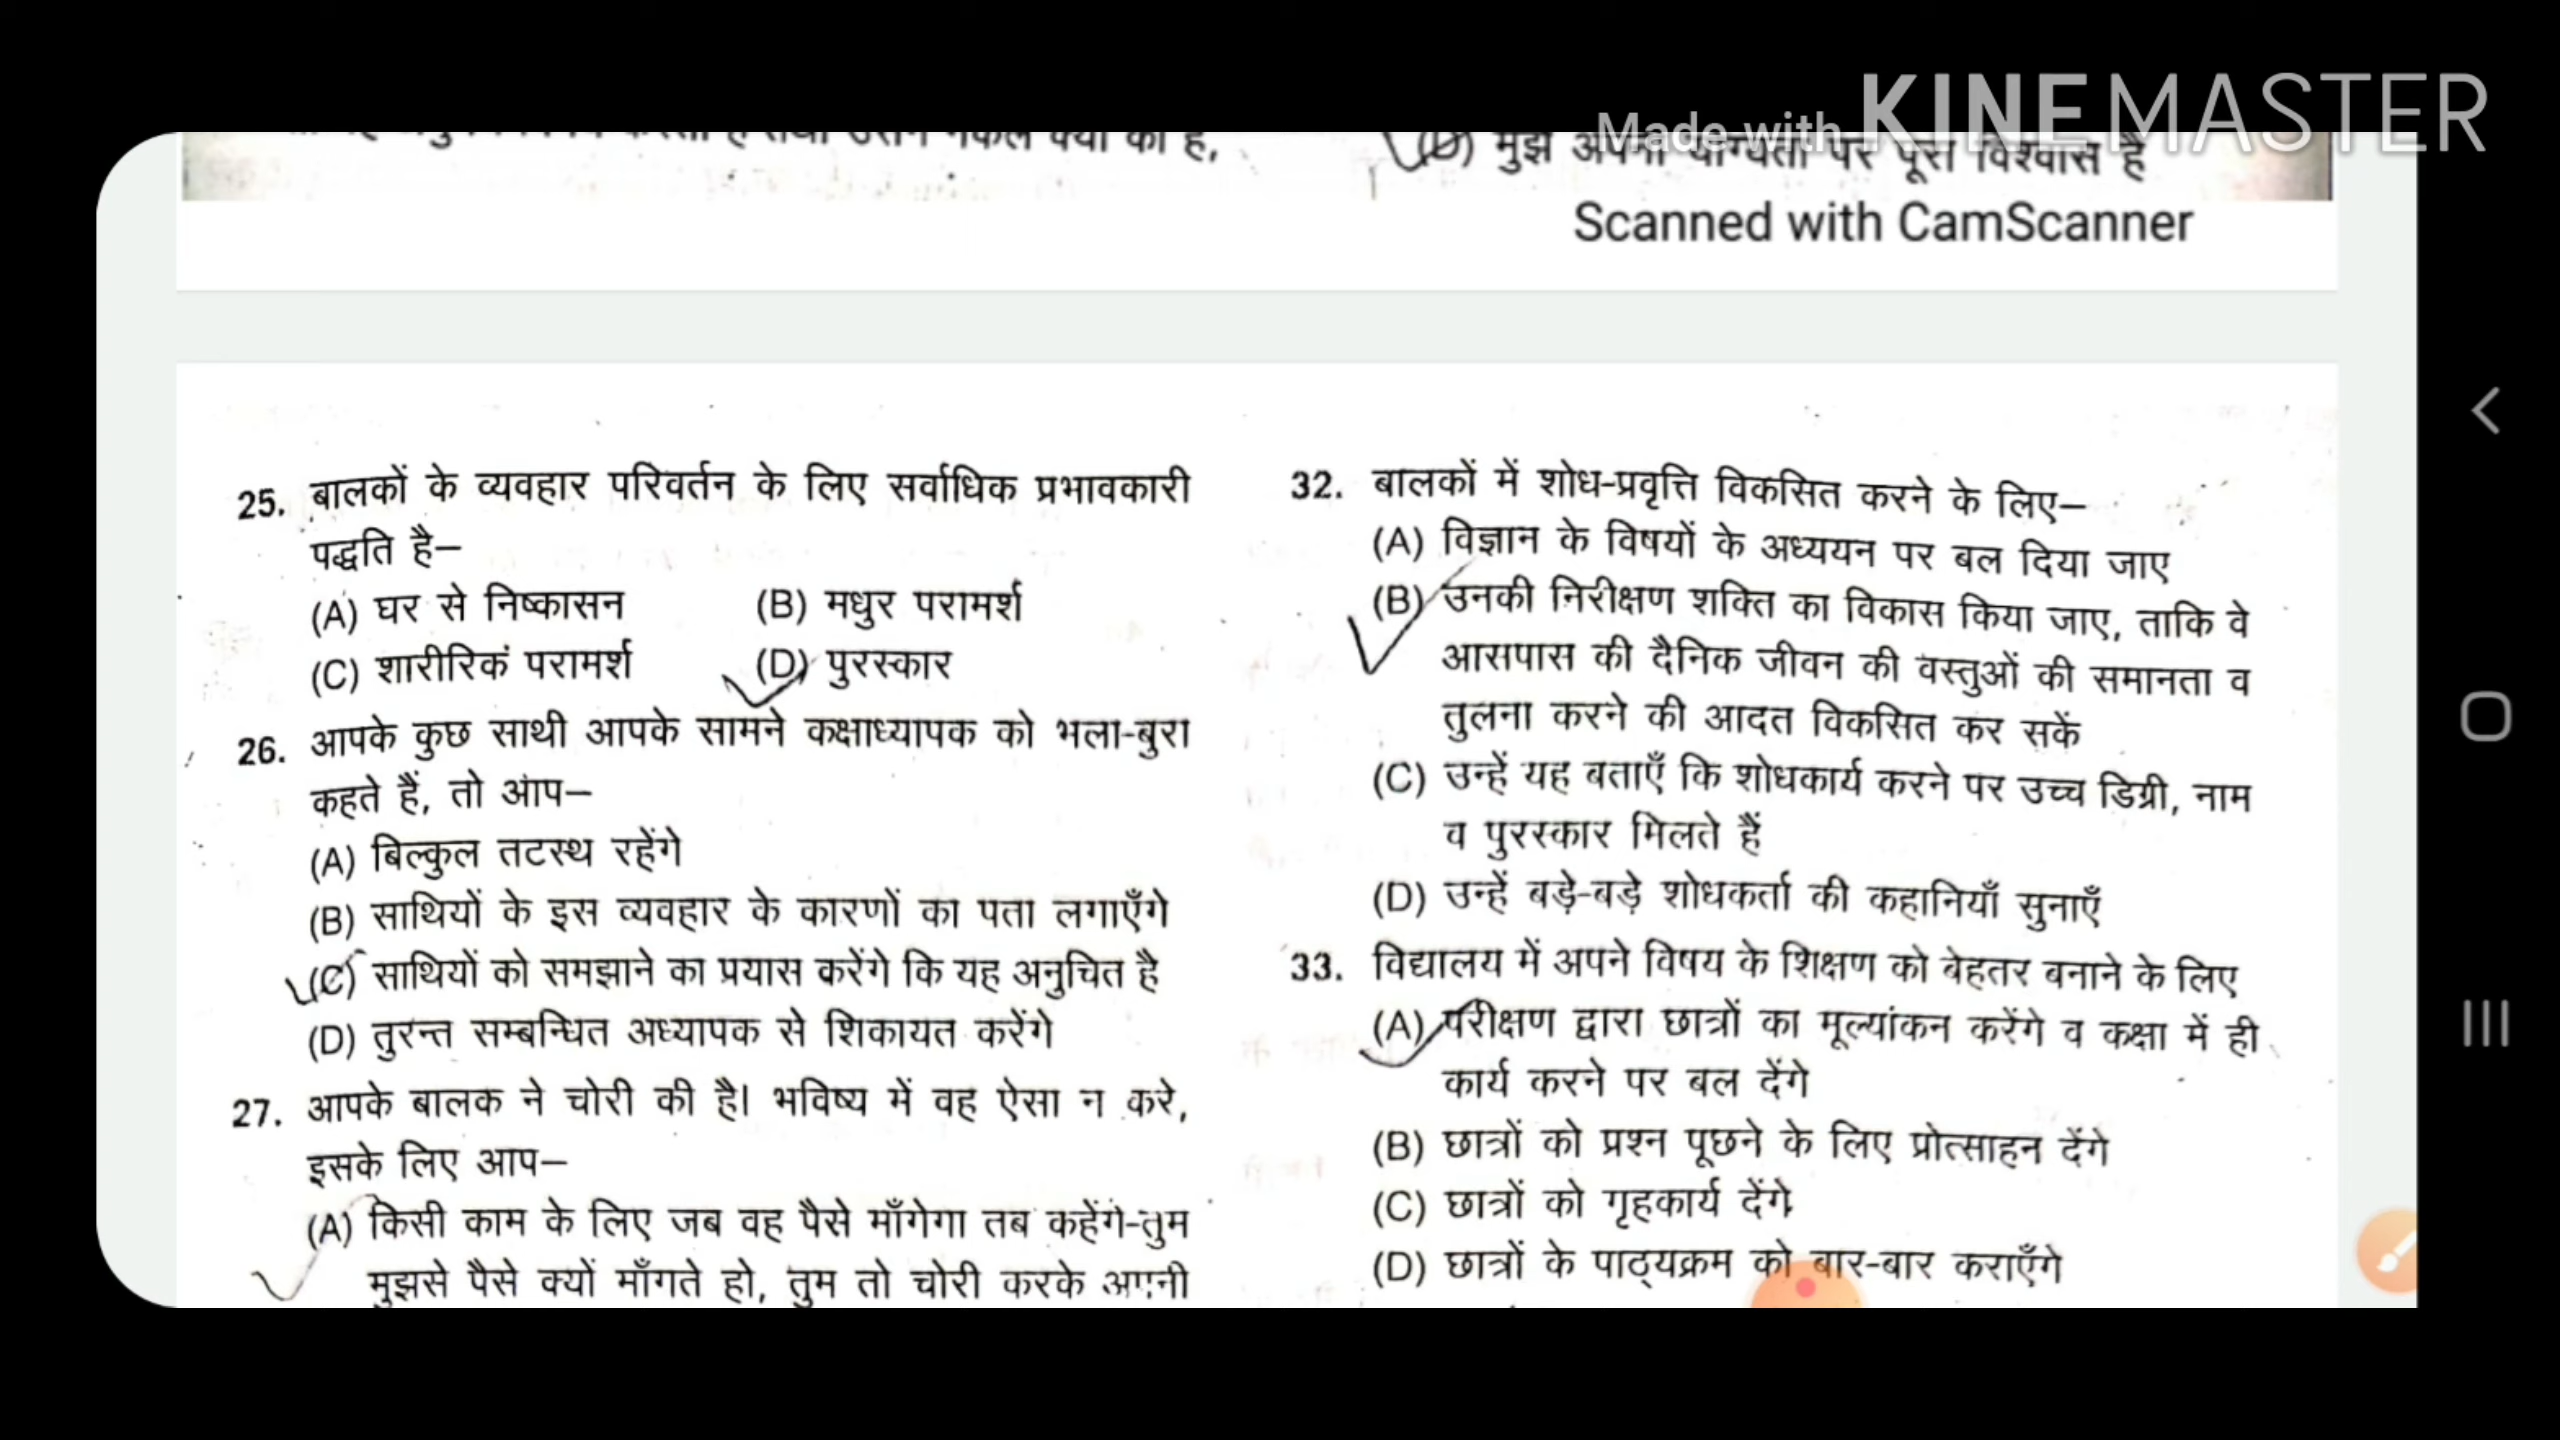 Made with KINEMASTER
नकल क्यों की है,
(D) मुझे अपनी योग्यता पर पूरा विश्वास है
Scanned with CamScanner
25. बालकों के व्यवहार परिवर्तन के लिए सर्वाधिक प्रभावकारी
पद्धति है–
(A) घर से निष्कासन (B) मधुर परामर्श
(C) शारीरिक परामर्श (D) पुरस्कार
26. आपके कुछ साथी आपके सामने कक्षाध्यापक को भला-बुरा
कहते हैं, तो आप–
(A) बिल्कुल तटस्थ रहेंगे
(B) साथियों के इस व्यवहार के कारणों का पता लगाएँगे
(C) साथियों को समझाने का प्रयास करेंगे कि यह अनुचित है
(D) तुरन्त सम्बन्धित अध्यापक से शिकायत करेंगे
27. आपके बालक ने चोरी की है। भविष्य में वह ऐसा न करे,
इसके लिए आप–
(A) किसी काम के लिए जब वह पैसे माँगेगा तब कहेंगे-तुम
मुझसे पैसे क्यों माँगते हो, तुम तो चोरी करके अपनी
32. बालकों में शोध-प्रवृत्ति विकसित करने के लिए–
(A) विज्ञान के विषयों के अध्ययन पर बल दिया जाए
(B) उनकी निरीक्षण शक्ति का विकास किया जाए, ताकि वे
आसपास की दैनिक जीवन की वस्तुओं की समानता व
तुलना करने की आदत विकसित कर सकें
(C) उन्हें यह बताएँ कि शोधकार्य करने पर उच्च डिग्री, नाम
व पुरस्कार मिलते हैं
(D) उन्हें बड़े-बड़े शोधकर्ता की कहानियाँ सुनाएँ
33. विद्यालय में अपने विषय के शिक्षण को बेहतर बनाने के लिए
(A) परीक्षण द्वारा छात्रों का मूल्यांकन करेंगे व कक्षा में ही
कार्य करने पर बल देंगे
(B) छात्रों को प्रश्न पूछने के लिए प्रोत्साहन देंगे
(C) छात्रों को गृहकार्य देंगे
(D) छात्रों के पाठ्यक्रम को बार-बार कराएँगे